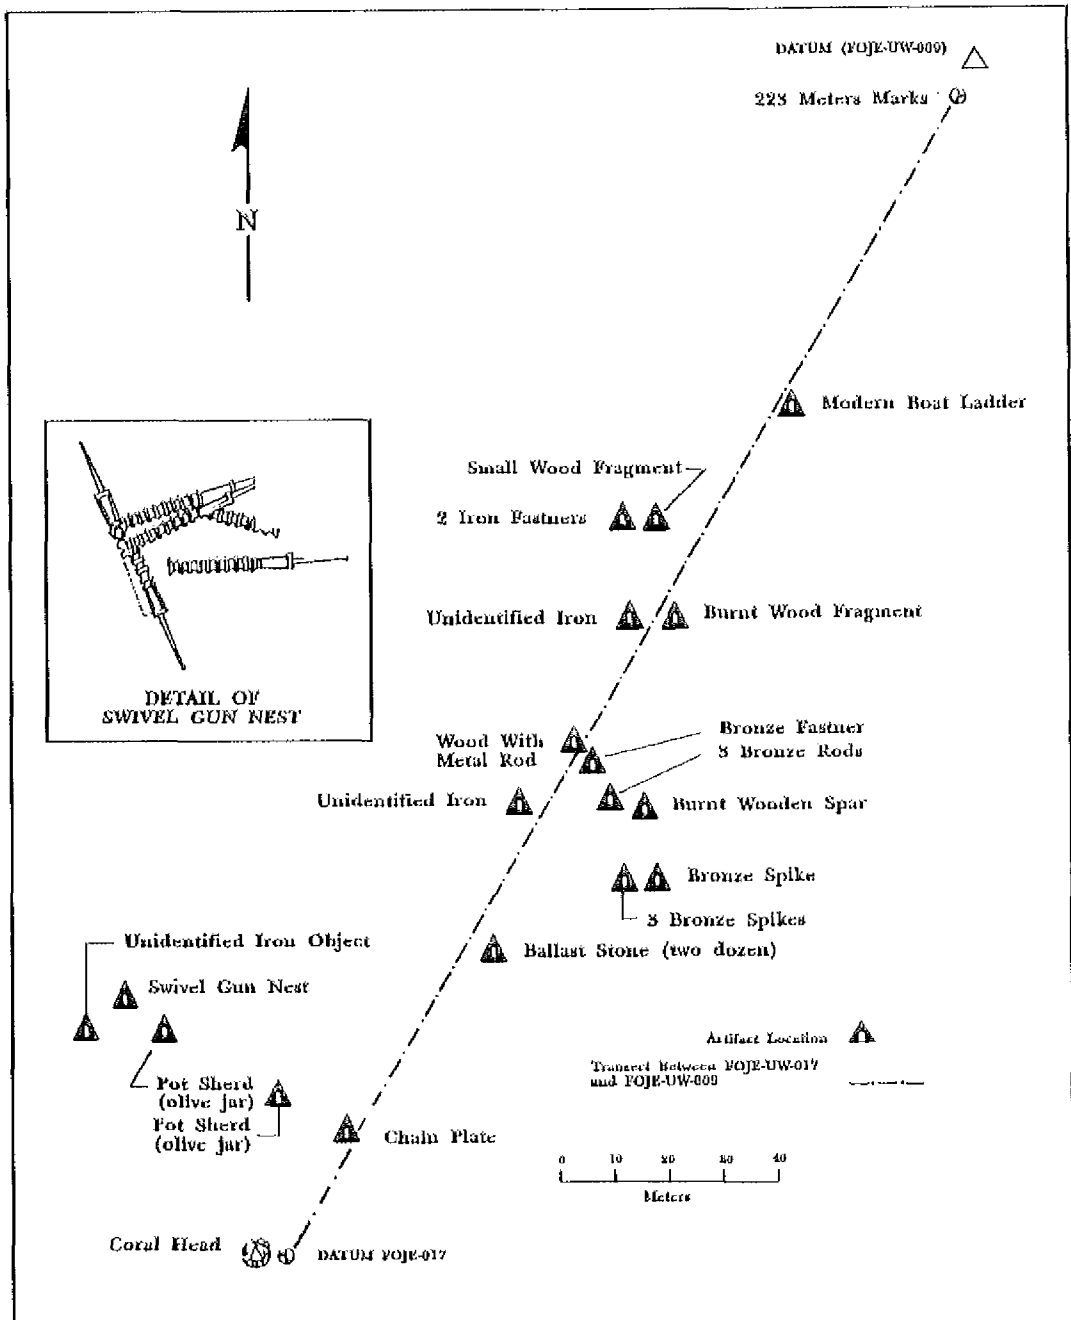 DATUM (FOJE-UW-009)
223 Meters Marks
N
Modern Boat Ladder
Small Wood Fragment
2 Iron Fastners
Unidentified Iron
Burnt Wood Fragment
DETAIL OF
SWIVEL GUN NEST
Wood With
Metal Rod
Bronze Fastner
3 Bronze Rods
Unidentified Iron
Burnt Wooden Spar
Bronze Spike
3 Bronze Spikes
Unidentified Iron Object
Ballast Stone (two dozen)
Swivel Gun Nest
Artifact Location
Transect Between FOJE-UW-017
and FOJE-UW-009
Pot Sherd
(olive jar)
Pot Sherd
(olive jar)
Chain Plate
0 10 20 30 40
Meters
Coral Head
DATUM FOJE-017